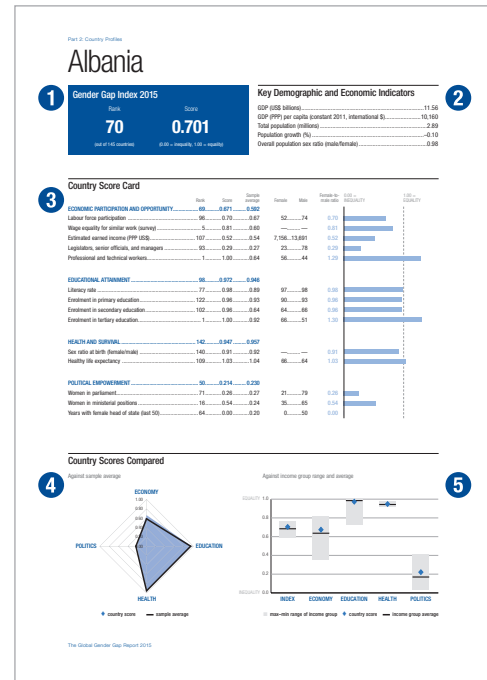 Part 3: Country Profiles
Albania
1
Gender Gap Index 2015
Rank Score
70 0.701
(out of 145 countries) (0.00 = inequality, 1.00 = equality)
Key Demographic and Economic Indicators
2
GDP (US$ billions)....................11.56
GDP (PPP) per capita (constant 2011, international $)....................10,160
Total population (millions)....................2.89
Population growth (%)....................–0.10
Overall population sex ratio (male/female)....................0.98
3
Country Score Card
Rank Score Sample average Female Male Female-to-male ratio 0.00 = INEQUALITY 1.00 = EQUALITY
ECONOMIC PARTICIPATION AND OPPORTUNITY 69 0.671 0.592
Labour force participation 96 0.70 0.67 52 74 0.70
Wage equality for similar work (survey) 5 0.81 0.60 — — 0.81
Estimated earned income (PPP US$) 107 0.52 0.54 7,156 13,691 0.52
Legislators, senior officials, and managers 93 0.29 0.27 23 78 0.29
Professional and technical workers 1 1.00 0.64 56 44 1.29
EDUCATIONAL ATTAINMENT 98 0.972 0.946
Literacy rate 77 0.98 0.89 97 98 0.98
Enrolment in primary education 122 0.96 0.93 90 93 0.96
Enrolment in secondary education 102 0.96 0.64 64 66 0.96
Enrolment in tertiary education 1 1.00 0.92 66 51 1.30
HEALTH AND SURVIVAL 142 0.947 0.957
Sex ratio at birth (female/male) 140 0.91 0.92 — — 0.91
Healthy life expectancy 109 1.03 1.04 66 64 1.03
POLITICAL EMPOWERMENT 50 0.214 0.230
Women in parliament 71 0.26 0.27 21 79 0.26
Women in ministerial positions 16 0.54 0.24 35 65 0.54
Years with female head of state (last 50) 64 0.00 0.20 0 50 0.00
Country Scores Compared
4
Against sample average
ECONOMY
1.00
0.80
0.60
0.40
0.20
0.00
POLITICS
EDUCATION
HEALTH
country score sample average
5
Against income group range and average
EQUALITY 1.0
0.8
0.6
0.4
0.2
INEQUALITY 0.0
INDEX ECONOMY EDUCATION HEALTH POLITICS
max–min range of income group country score income group average
The Global Gender Gap Report 2015